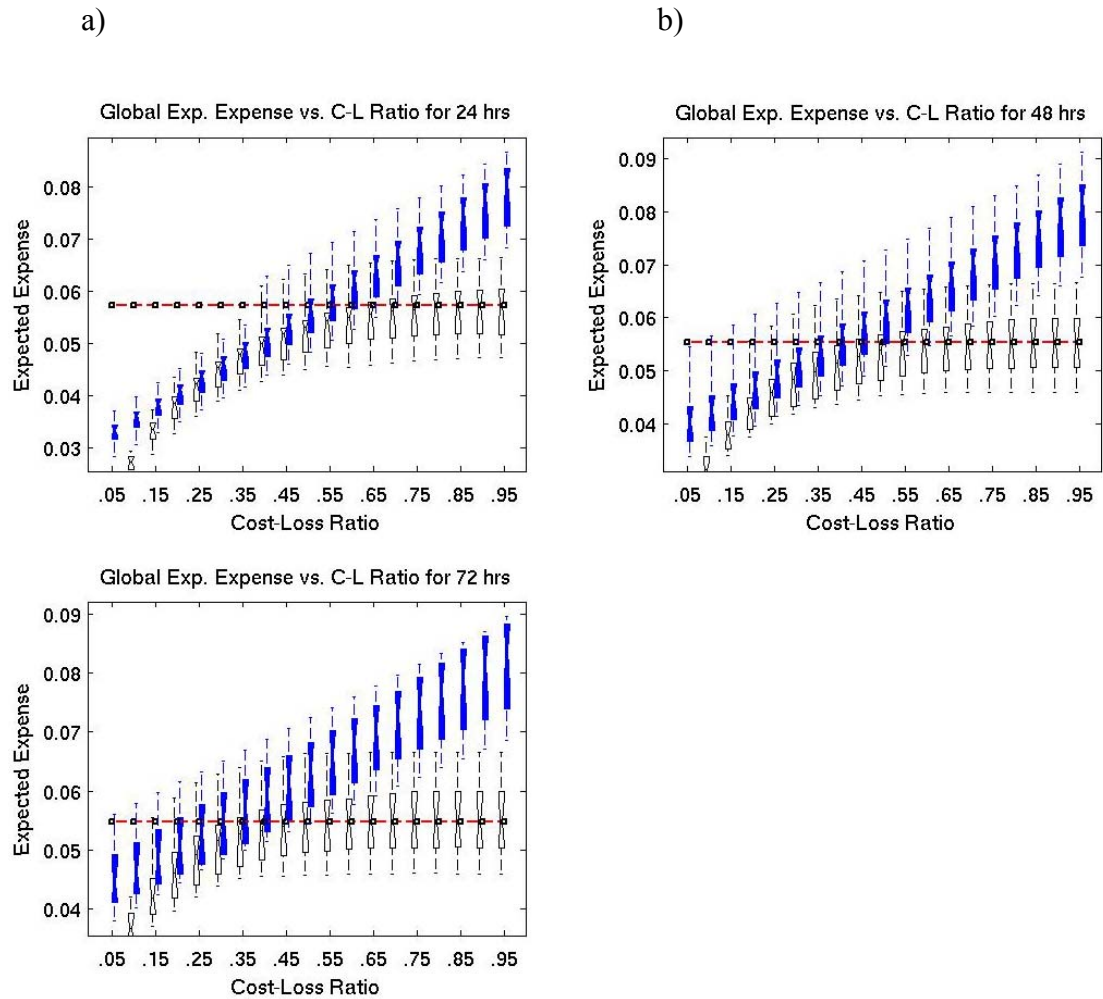 a)
b)
Global Exp. Expense vs. C-L Ratio for 24 hrs
Expected Expense
0.08
0.07
0.06
0.05
0.04
0.03
.05 .15 .25 .35 .45 .55 .65 .75 .85 .95
Cost-Loss Ratio
Global Exp. Expense vs. C-L Ratio for 48 hrs
Expected Expense
0.09
0.08
0.07
0.06
0.05
0.04
.05 .15 .25 .35 .45 .55 .65 .75 .85 .95
Cost-Loss Ratio
Global Exp. Expense vs. C-L Ratio for 72 hrs
Expected Expense
0.09
0.08
0.07
0.06
0.05
0.04
.05 .15 .25 .35 .45 .55 .65 .75 .85 .95
Cost-Loss Ratio